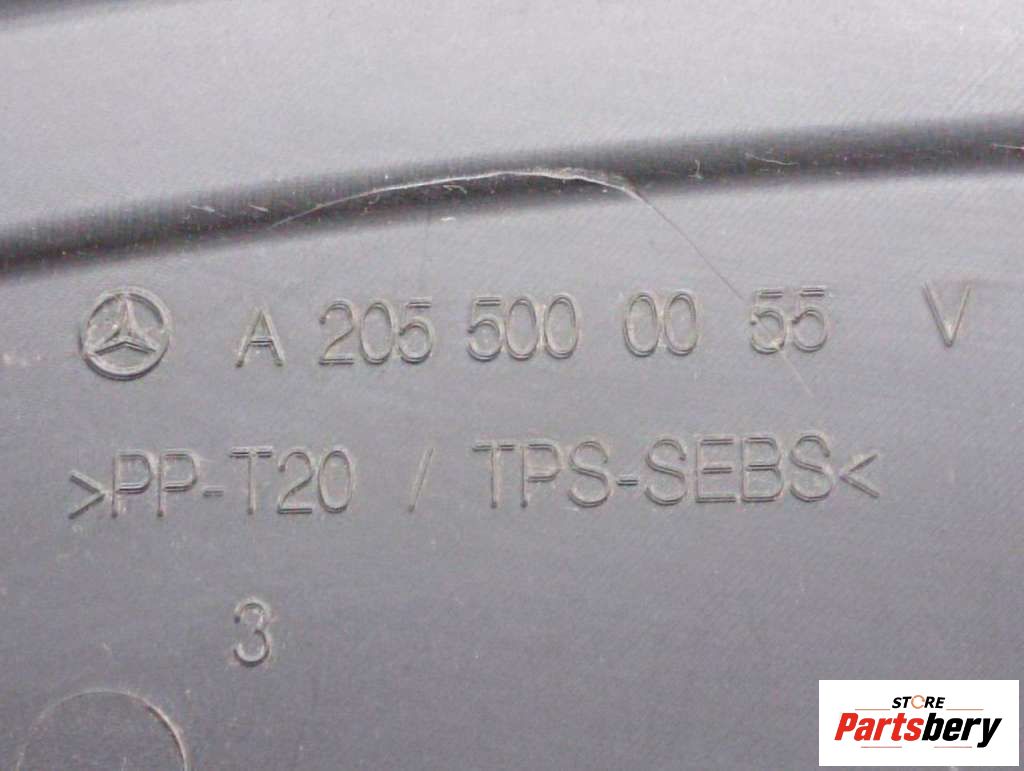 A 205 500 00 55 V
>PP-T20 / TPS-SEBS<
3
STORE
Partsbery